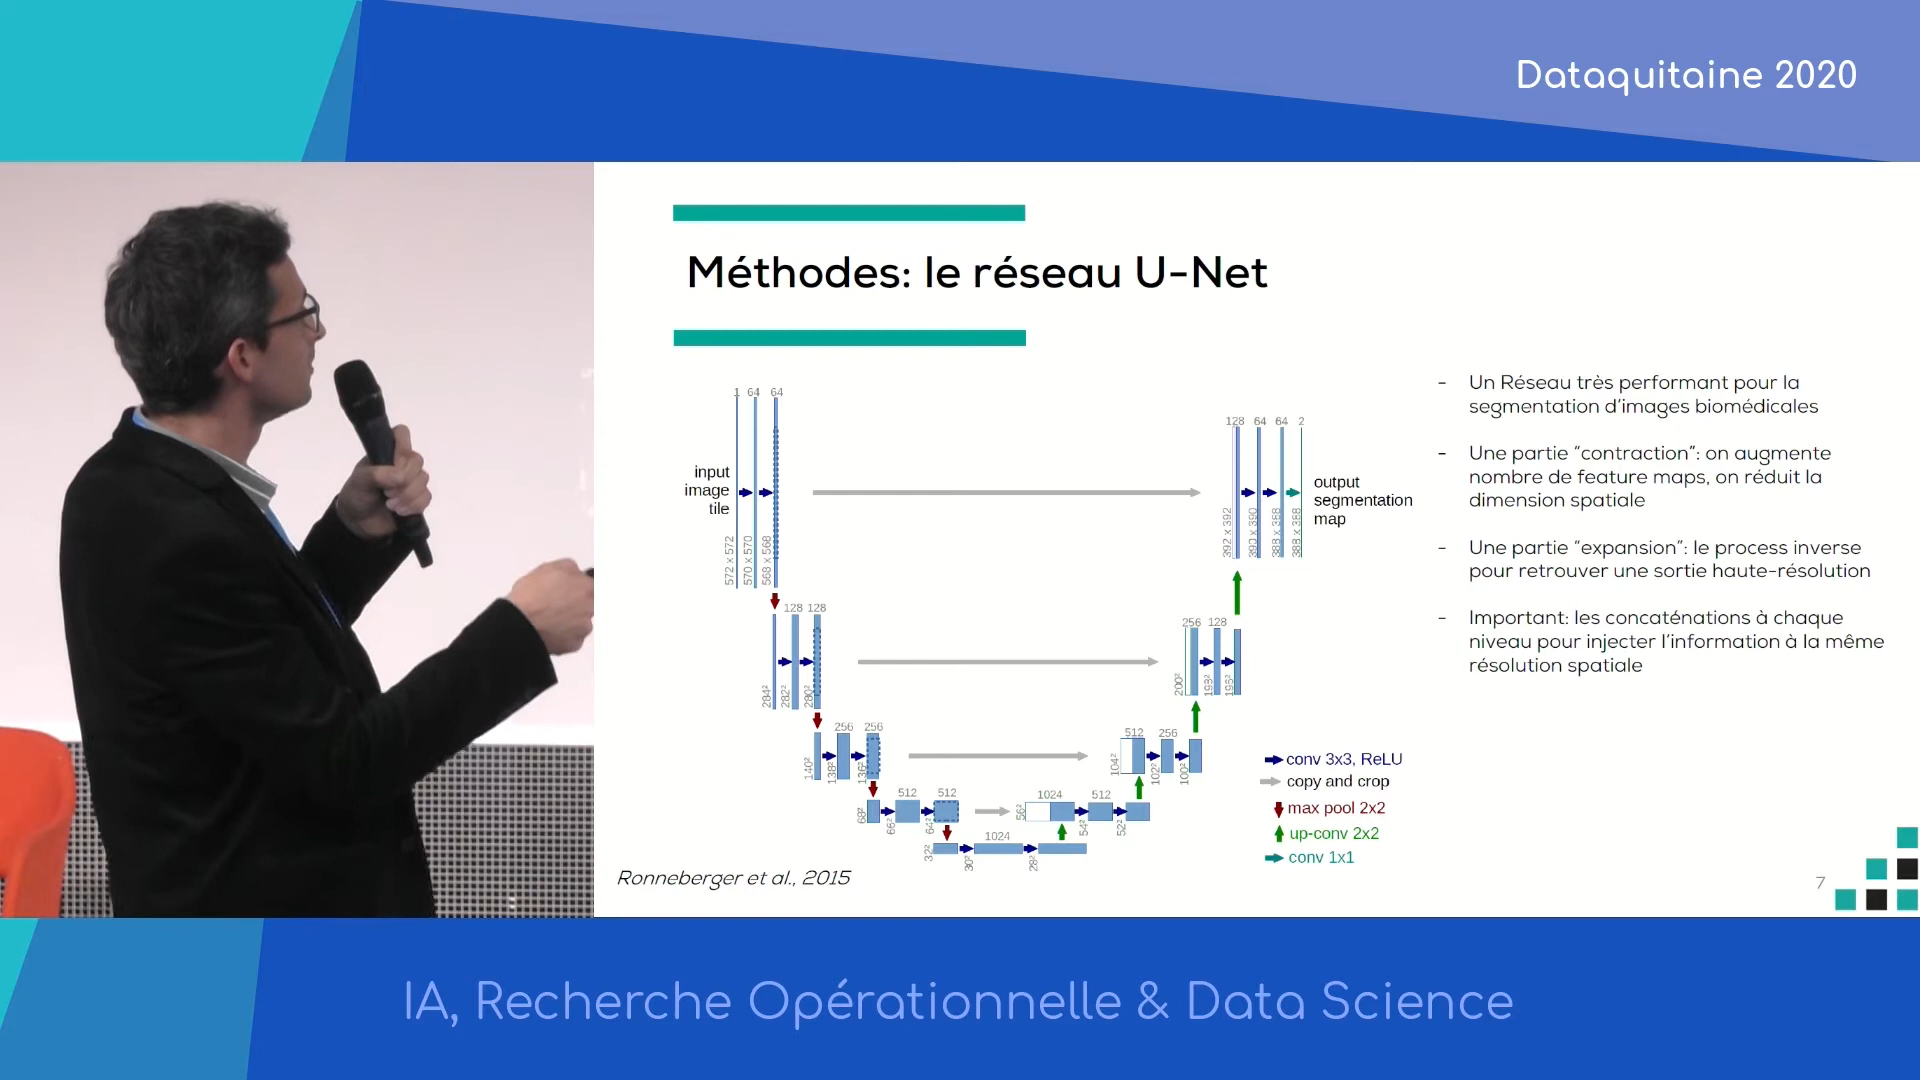 Dataquitaine 2020
Méthodes: le réseau U-Net
1 64 64
input
image
tile
572 x 572
570 x 570
568 x 568
128 64 64 2
output
segmentation
map
392 x 392
390 x 390
388 x 388
388 x 388
128 128
284²
282²
280²
256 128
200²
198²
196²
256 256
140²
138²
136²
512 256
104²
102²
100²
512 512
68²
66²
64²
1024 512
56²
54²
52²
1024
32²
30²
28²
conv 3x3, ReLU
copy and crop
max pool 2x2
up-conv 2x2
conv 1x1
Ronneberger et al., 2015
- Un Réseau très performant pour la
segmentation d'images biomédicales
- Une partie "contraction": on augmente
nombre de feature maps, on réduit la
dimension spatiale
- Une partie "expansion": le process inverse
pour retrouver une sortie haute-résolution
- Important: les concaténations à chaque
niveau pour injecter l'information à la même
résolution spatiale
7
IA, Recherche Opérationnelle & Data Science